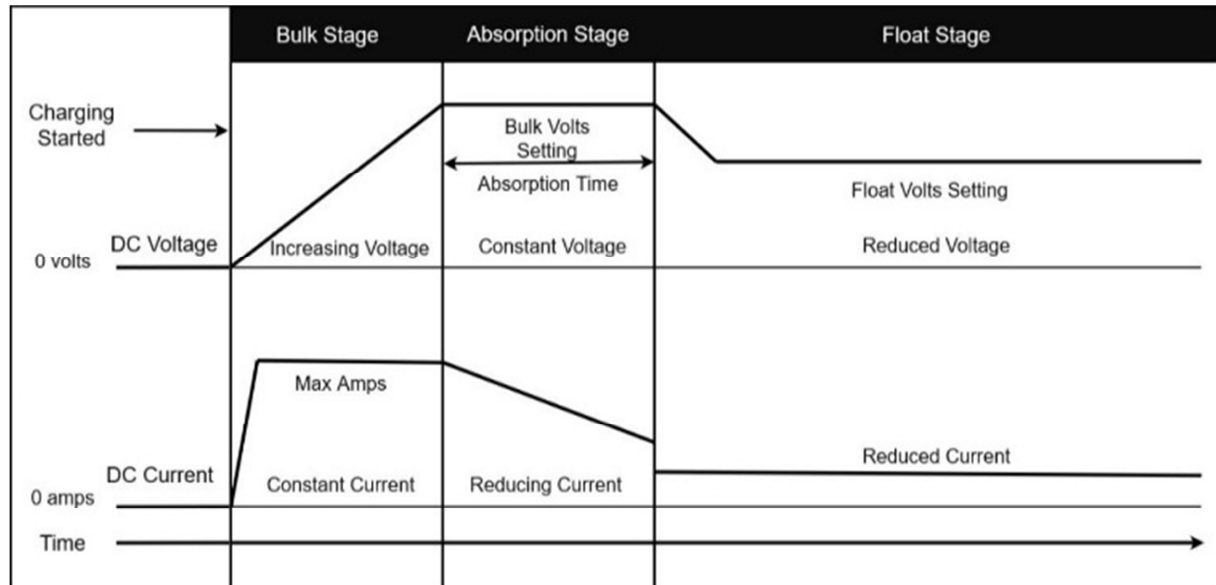 Bulk Stage
Absorption Stage
Float Stage
Charging
Started
Bulk Volts
Setting
Absorption Time
Float Volts Setting
DC Voltage
0 volts
Increasing Voltage
Constant Voltage
Reduced Voltage
Max Amps
DC Current
0 amps
Constant Current
Reducing Current
Reduced Current
Time